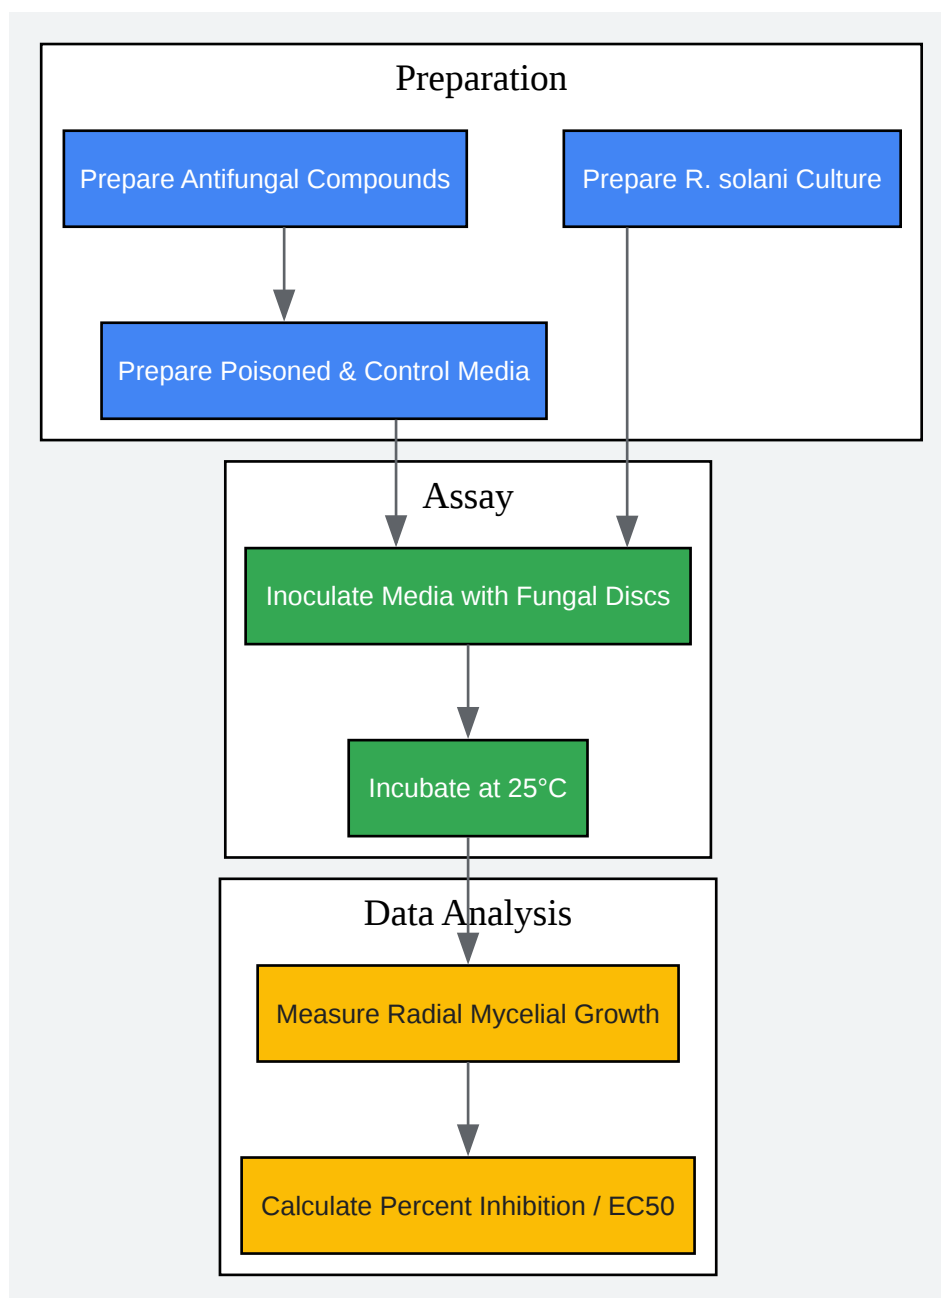 Preparation
Prepare Antifungal Compounds
Prepare R. solani Culture
Prepare Poisoned & Control Media
Assay
Inoculate Media with Fungal Discs
Incubate at 25°C
Data Analysis
Measure Radial Mycelial Growth
Calculate Percent Inhibition / EC50